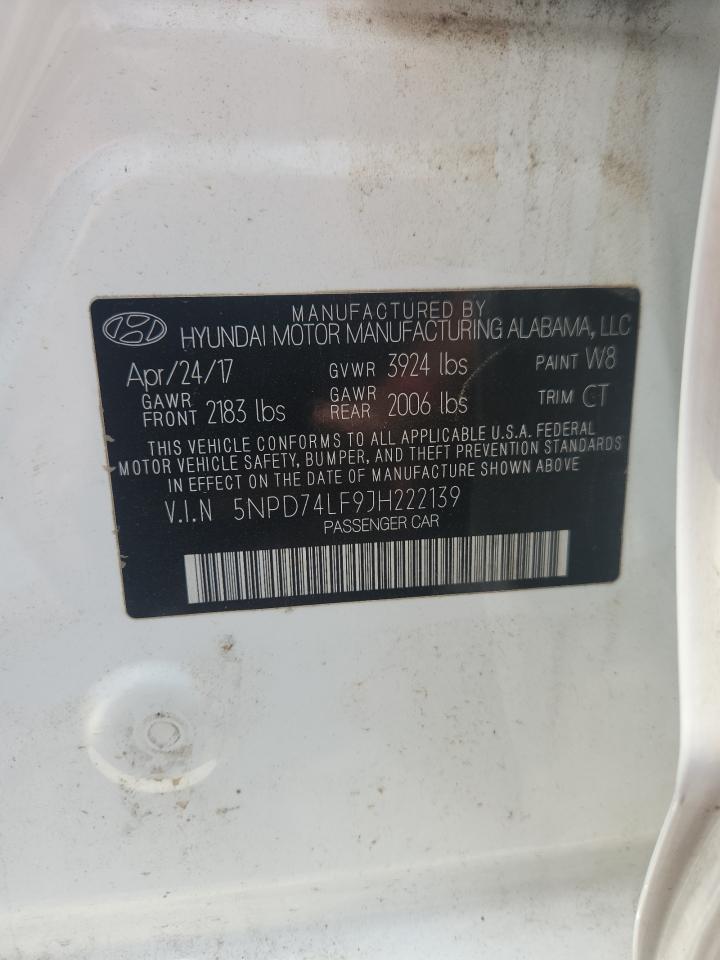 MANUFACTURED BY
HYUNDAI MOTOR MANUFACTURING ALABAMA, LLC
Apr/24/17 GVWR 3924 lbs PAINT W8
GAWR FRONT 2183 lbs GAWR REAR 2006 lbs TRIM CT
THIS VEHICLE CONFORMS TO ALL APPLICABLE U.S.A. FEDERAL
MOTOR VEHICLE SAFETY, BUMPER, AND THEFT PREVENTION STANDARDS
IN EFFECT ON THE DATE OF MANUFACTURE SHOWN ABOVE
V.I.N 5NPD74LF9JH222139
PASSENGER CAR